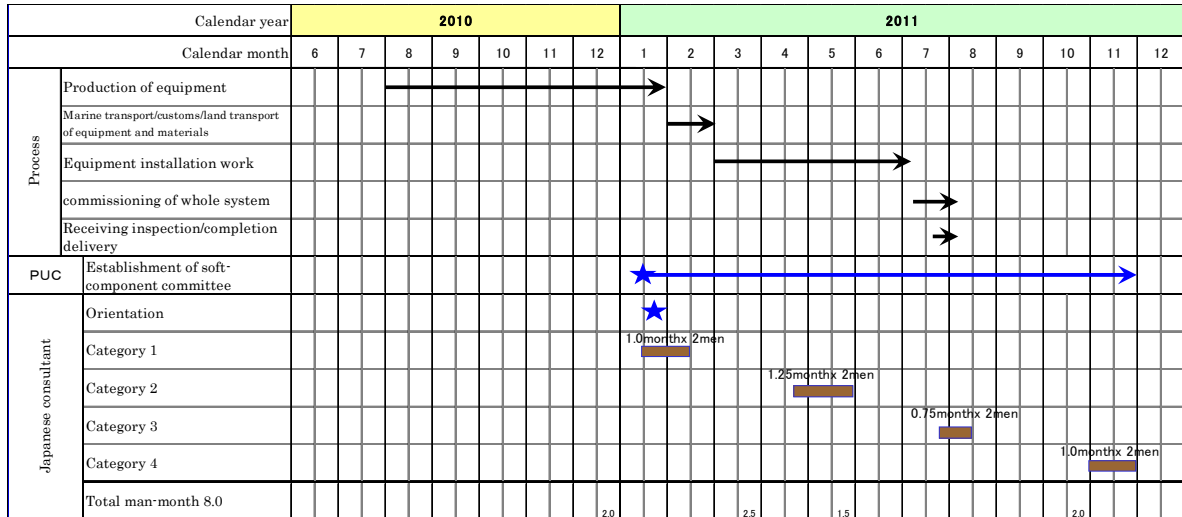 Calendar year 2010 2011
Calendar month 6 7 8 9 10 11 12 1 2 3 4 5 6 7 8 9 10 11 12
Process
Production of equipment
Marine transport/customs/land transport
of equipment and materials
Equipment installation work
commissioning of whole system
Receiving inspection/completion
delivery
PUC
Establishment of soft-
component committee
Japanese consultant
Orientation
Category 1 1.0monthx 2men
Category 2 1.25monthx 2men
Category 3 0.75monthx 2men
Category 4 1.0monthx 2men
Total man-month 8.0 2.0 2.5 1.5 2.0